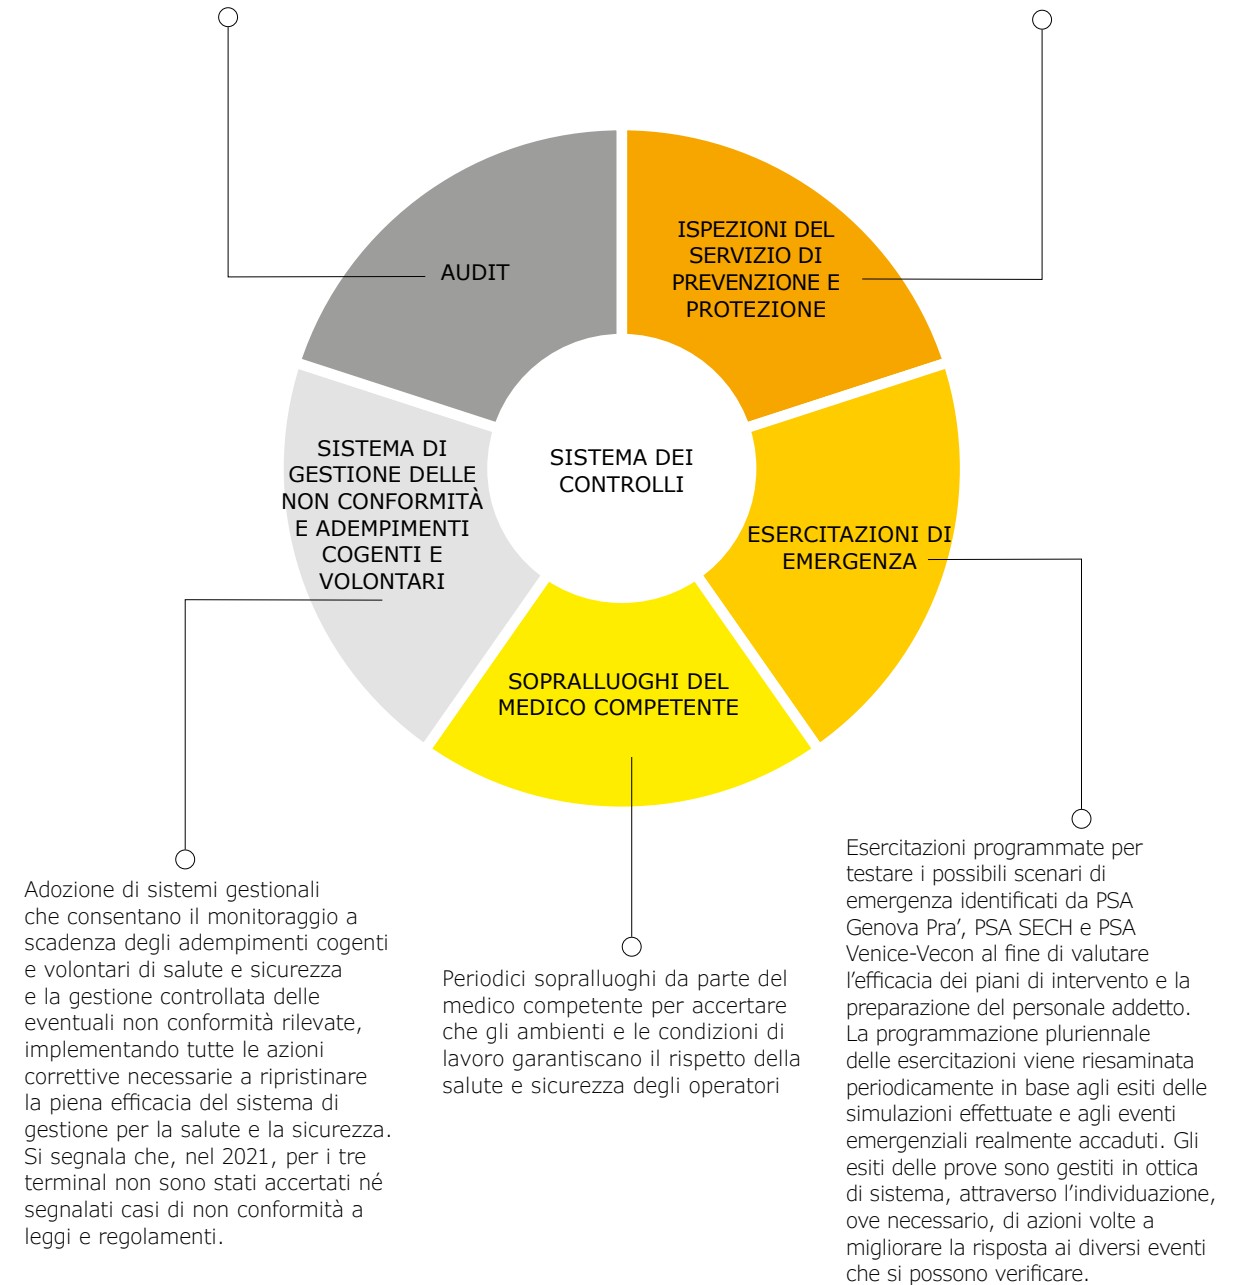 AUDIT
ISPEZIONI DEL
SERVIZIO DI
PREVENZIONE E
PROTEZIONE
SISTEMA DI
GESTIONE DELLE
NON CONFORMITÀ
E ADEMPIMENTI
COGENTI E
VOLONTARI
SISTEMA DEI
CONTROLLI
ESERCITAZIONI DI
EMERGENZA
SOPRALLUOGHI DEL
MEDICO COMPETENTE
Adozione di sistemi gestionali
che consentano il monitoraggio a
scadenza degli adempimenti cogenti
e volontari di salute e sicurezza
e la gestione controllata delle
eventuali non conformità rilevate,
implementando tutte le azioni
correttive necessarie a ripristinare
la piena efficacia del sistema di
gestione per la salute e la sicurezza.
Si segnala che, nel 2021, per i tre
terminal non sono stati accertati né
segnalati casi di non conformità a
leggi e regolamenti.
Periodici sopralluoghi da parte del
medico competente per accertare
che gli ambienti e le condizioni di
lavoro garantiscano il rispetto della
salute e sicurezza degli operatori
Esercitazioni programmate per
testare i possibili scenari di
emergenza identificati da PSA
Genova Pra’, PSA SECH e PSA
Venice-Vecon al fine di valutare
l’efficacia dei piani di intervento e la
preparazione del personale addetto.
La programmazione pluriennale
delle esercitazioni viene riesaminata
periodicamente in base agli esiti delle
simulazioni effettuate e agli eventi
emergenziali realmente accaduti. Gli
esiti delle prove sono gestiti in ottica
di sistema, attraverso l’individuazione,
ove necessario, di azioni volte a
migliorare la risposta ai diversi eventi
che si possono verificare.